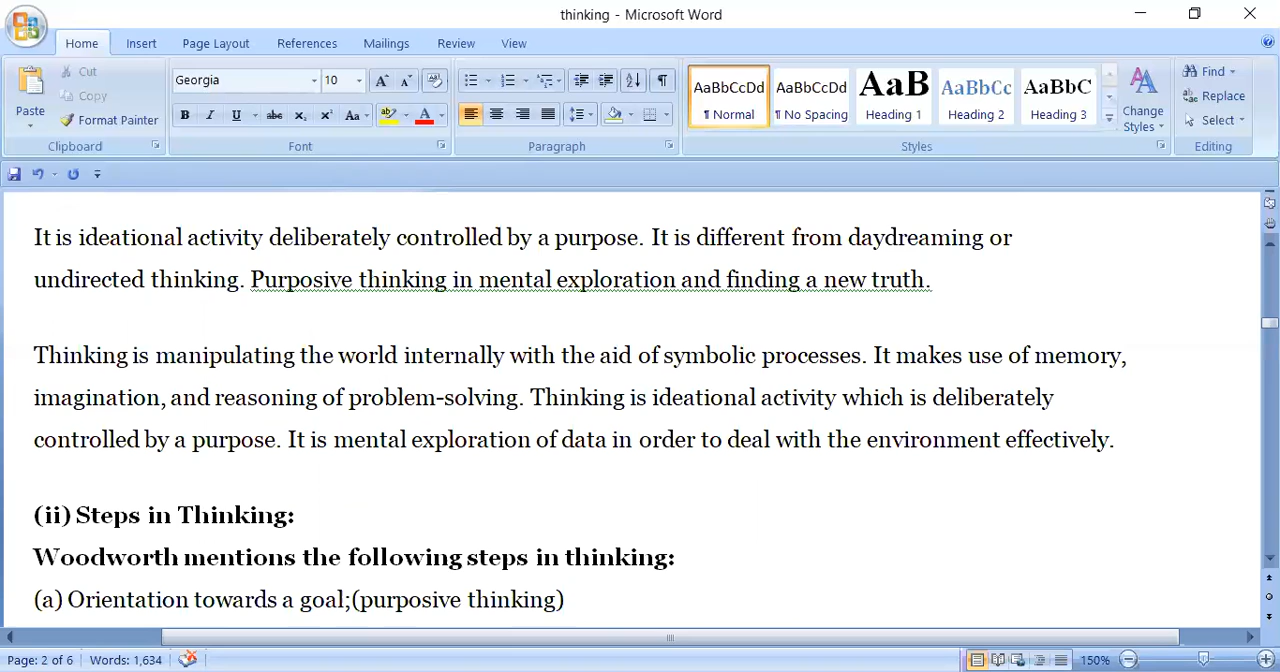 thinking - Microsoft Word
Home Insert Page Layout References Mailings Review View
Paste
Cut
Copy
Format Painter
Clipboard
Georgia 10
B I U abc X₂ X² Aa ab A
Font
Paragraph
AaBbCcDd AaBbCcDd AaB AaBbCc AaBbC
¶ Normal ¶ No Spacing Heading 1 Heading 2 Heading 3
Change
Styles
Styles
Find
Replace
Select
Editing
It is ideational activity deliberately controlled by a purpose. It is different from daydreaming or
undirected thinking. Purposive thinking in mental exploration and finding a new truth.
Thinking is manipulating the world internally with the aid of symbolic processes. It makes use of memory,
imagination, and reasoning of problem-solving. Thinking is ideational activity which is deliberately
controlled by a purpose. It is mental exploration of data in order to deal with the environment effectively.
(ii) Steps in Thinking:
Woodworth mentions the following steps in thinking:
(a) Orientation towards a goal;(purposive thinking)
Page: 2 of 6 Words: 1,634 150%